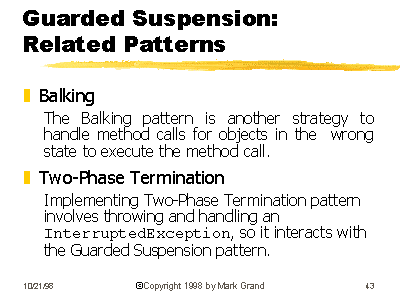 Guarded Suspension:
Related Patterns
Balking
The Balking pattern is another strategy to
handle method calls for objects in the wrong
state to execute the method call.
Two-Phase Termination
Implementing Two-Phase Termination pattern
involves throwing and handling an
InterruptedException, so it interacts with
the Guarded Suspension pattern.
10/21/98 ©Copyright 1998 by Mark Grand 43